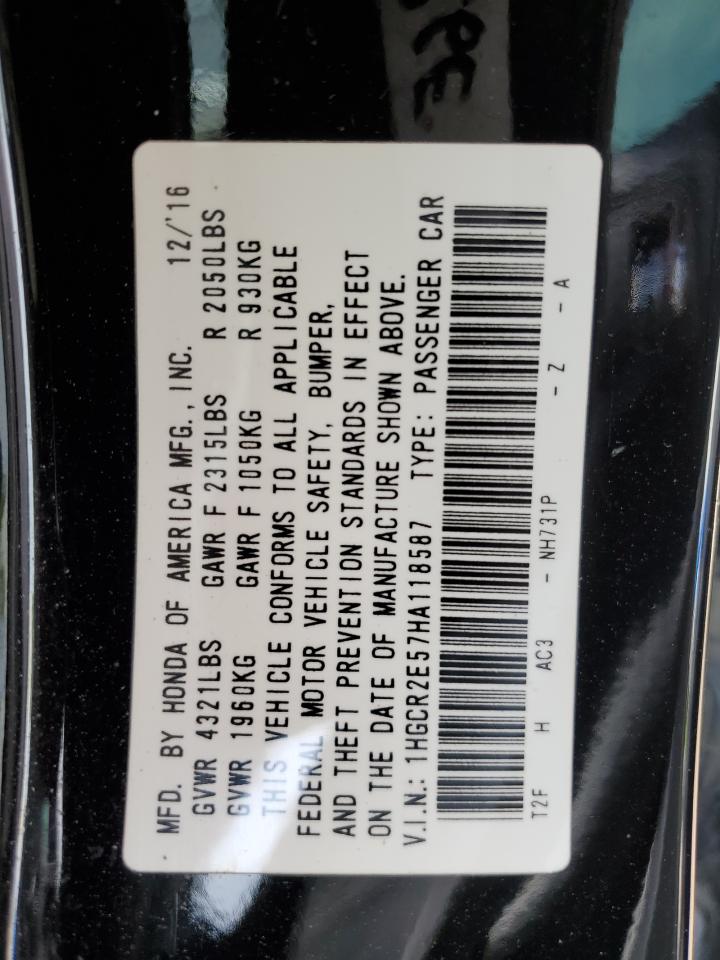 SPE
MFD. BY HONDA OF AMERICA MFG., INC. 12/'16
GVWR 4321LBS GAWR F 2315LBS R 2050LBS
GVWR 1960KG GAWR F 1050KG R 930KG
THIS VEHICLE CONFORMS TO ALL APPLICABLE
FEDERAL MOTOR VEHICLE SAFETY, BUMPER,
AND THEFT PREVENTION STANDARDS IN EFFECT
ON THE DATE OF MANUFACTURE SHOWN ABOVE.
V.I.N.: 1HGCR2E57HA118587 TYPE: PASSENGER CAR
T2F H AC3 - NH731P - Z - A